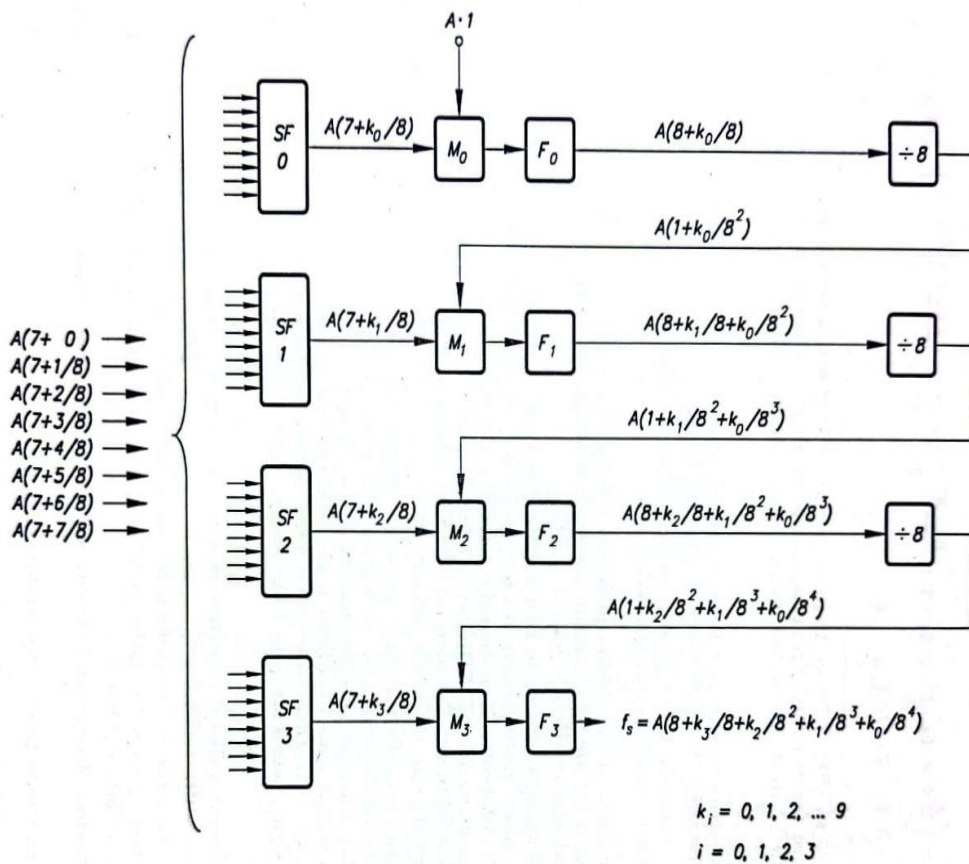 A·1
SF
0
A(7+k₀/8)
M₀
F₀
A(8+k₀/8)
÷8
A(1+k₀/8²)
SF
1
A(7+k₁/8)
M₁
F₁
A(8+k₁/8+k₀/8²)
÷8
A(7+ 0 )
A(7+1/8)
A(7+2/8)
A(7+3/8)
A(7+4/8)
A(7+5/8)
A(7+6/8)
A(7+7/8)
A(1+k₁/8²+k₀/8³)
SF
2
A(7+k₂/8)
M₂
F₂
A(8+k₂/8+k₁/8²+k₀/8³)
÷8
A(1+k₂/8²+k₁/8³+k₀/8⁴)
SF
3
A(7+k₃/8)
M₃.
F₃
fₛ=A(8+k₃/8+k₂/8²+k₁/8³+k₀/8⁴)
kᵢ = 0, 1, 2, ... 9
i = 0, 1, 2, 3